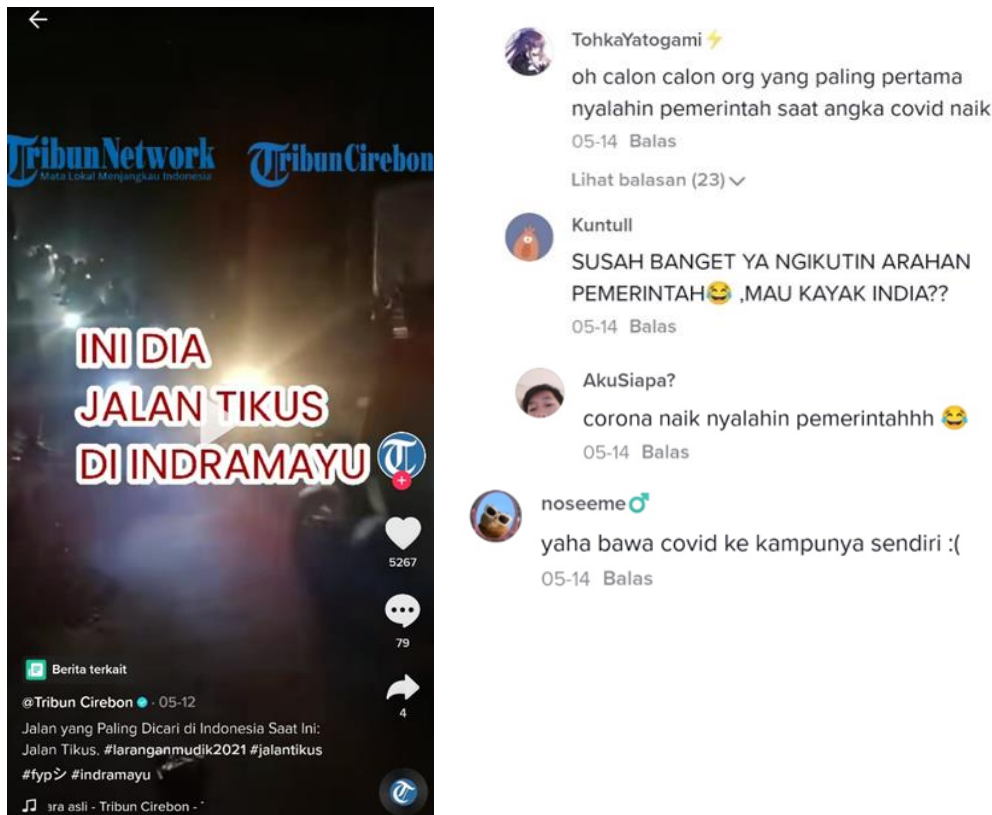 TribunNetwork
Mata Lokal Menjangkau Indonesia
TribunCirebon
INI DIA
JALAN TIKUS
DI INDRAMAYU
5267
79
4
Berita terkait
@Tribun Cirebon · 05-12
Jalan yang Paling Dicari di Indonesia Saat Ini:
Jalan Tikus. #laranganmudik2021 #jalantikus
#fypシ #indramayu
ara asli - Tribun Cirebon -
TohkaYatogami⚡
oh calon calon org yang paling pertama
nyalahin pemerintah saat angka covid naik
05-14 Balas
Lihat balasan (23)
Kuntull
SUSAH BANGET YA NGIKUTIN ARAHAN
PEMERINTAH😂 ,MAU KAYAK INDIA??
05-14 Balas
AkuSiapa?
corona naik nyalahin pemerintahhh 😂
05-14 Balas
noseeme♂
yaha bawa covid ke kampunya sendiri :(
05-14 Balas